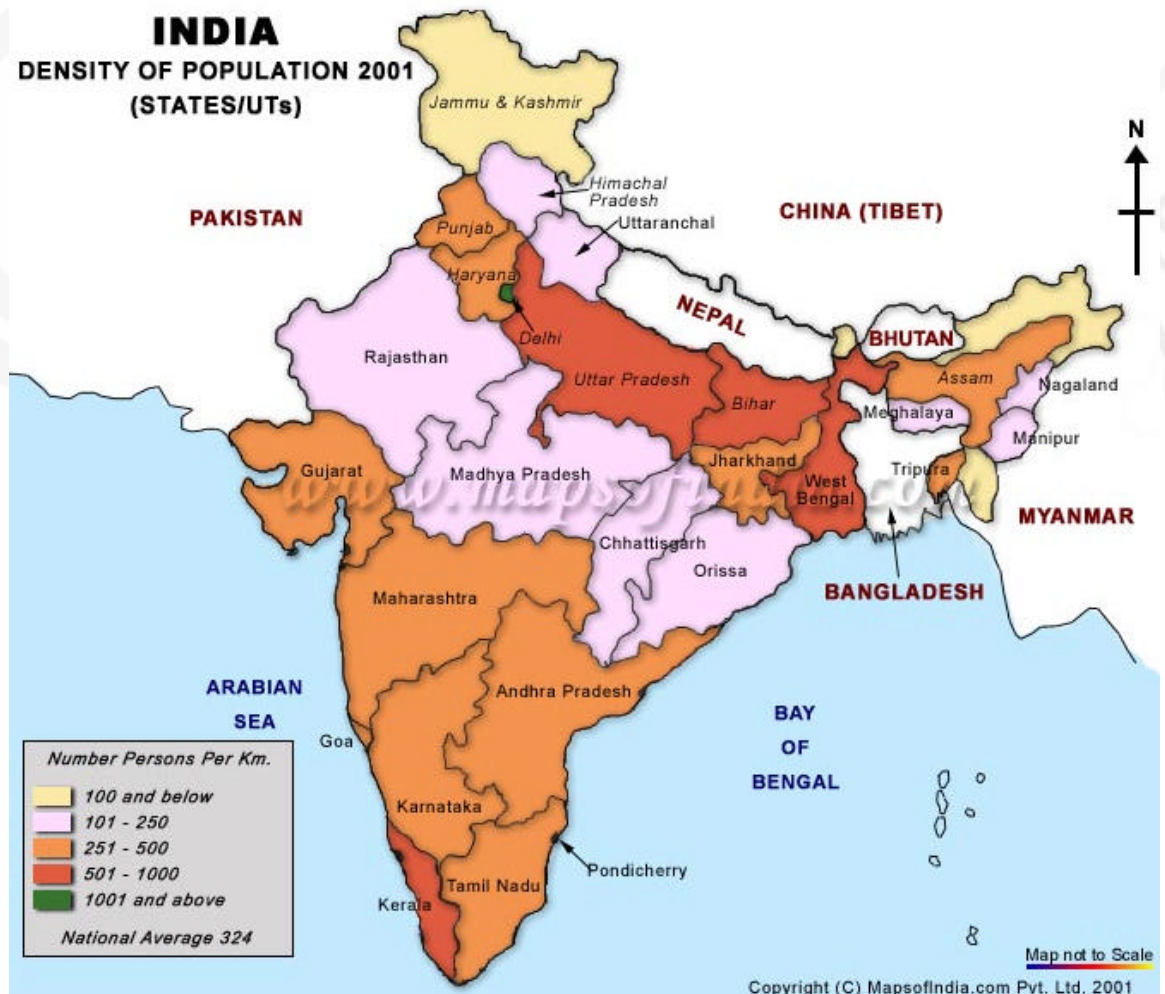 INDIA
DENSITY OF POPULATION 2001
(STATES/UTs)
Jammu & Kashmir
N
Himachal
Pradesh
PAKISTAN
CHINA (TIBET)
Uttaranchal
Punjab
Haryana
NEPAL
BHUTAN
Delhi
Rajasthan
Uttar Pradesh
Bihar
Assam
Nagaland
Meghalaya
Manipur
Gujarat
Madhya Pradesh
Jharkhand
Tripura
West
Bengal
www.mapsofindia.com
MYANMAR
Chhattisgarh
Orissa
BANGLADESH
Maharashtra
ARABIAN
SEA
Andhra Pradesh
BAY
OF
BENGAL
Goa
Karnataka
Pondicherry
Tamil Nadu
Kerala
Number Persons Per Km.
100 and below
101 - 250
251 - 500
501 - 1000
1001 and above
National Average 324
Map not to Scale
Copyright (C) MapsofIndia.com Pvt. Ltd. 2001